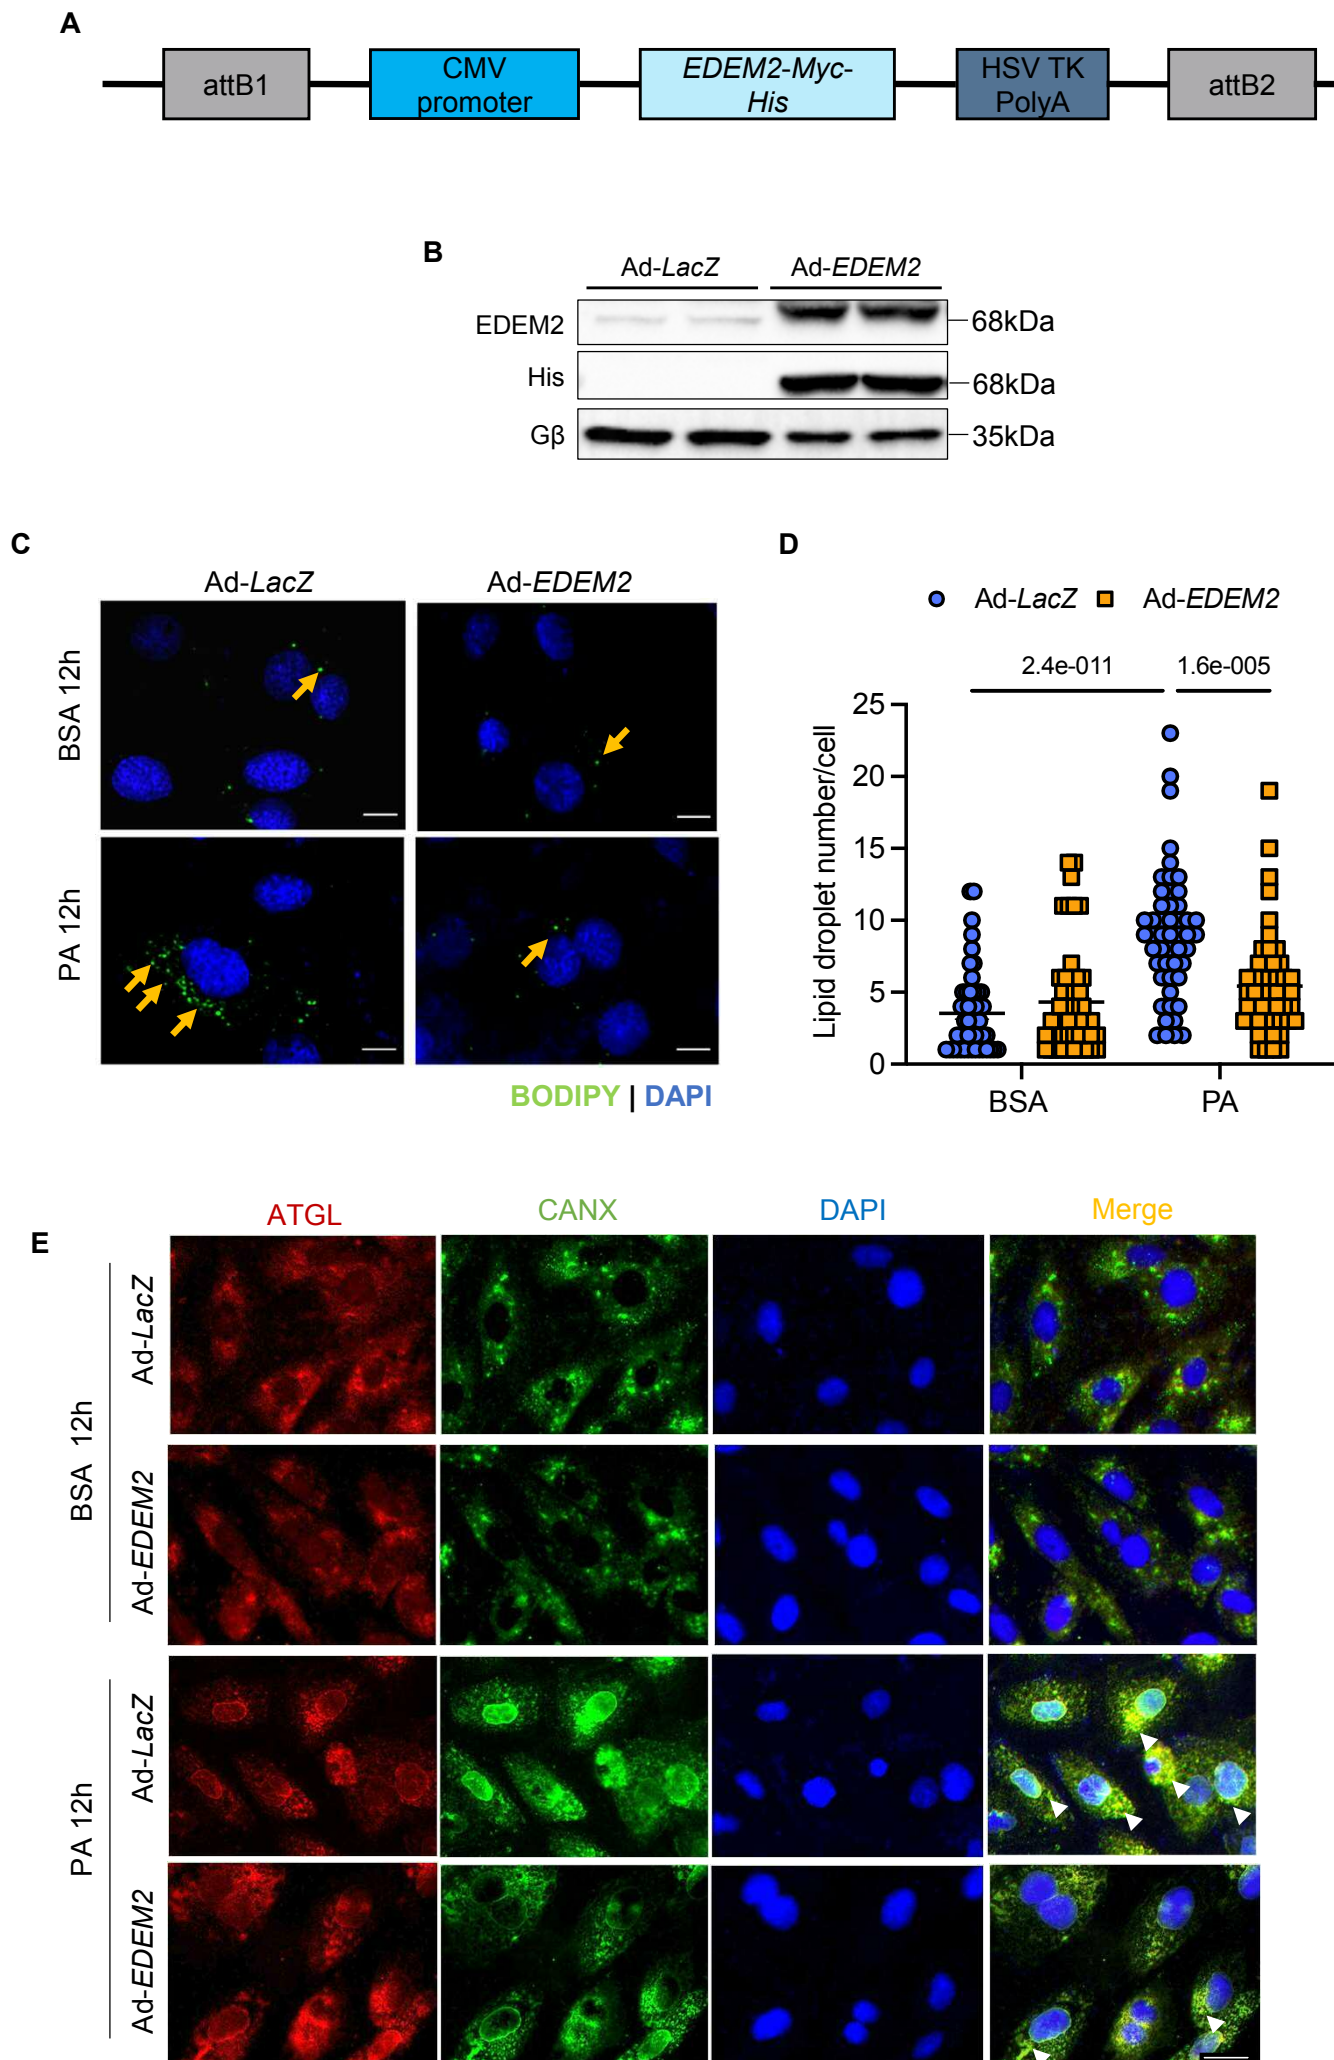 A
attB1
CMV
promoter
EDEM2-Myc-
His
HSV TK
PolyA
attB2
B
Ad-LacZ
Ad-EDEM2
EDEM2
68kDa
His
68kDa
Gβ
35kDa
C
Ad-LacZ
Ad-EDEM2
BSA 12h
PA 12h
BODIPY | DAPI
D
Ad-LacZ
Ad-EDEM2
2.4e-011
1.6e-005
Lipid droplet number/cell
25
20
15
10
5
0
BSA
PA
E
ATGL
CANX
DAPI
Merge
BSA 12h
Ad-LacZ
Ad-EDEM2
PA 12h
Ad-LacZ
Ad-EDEM2